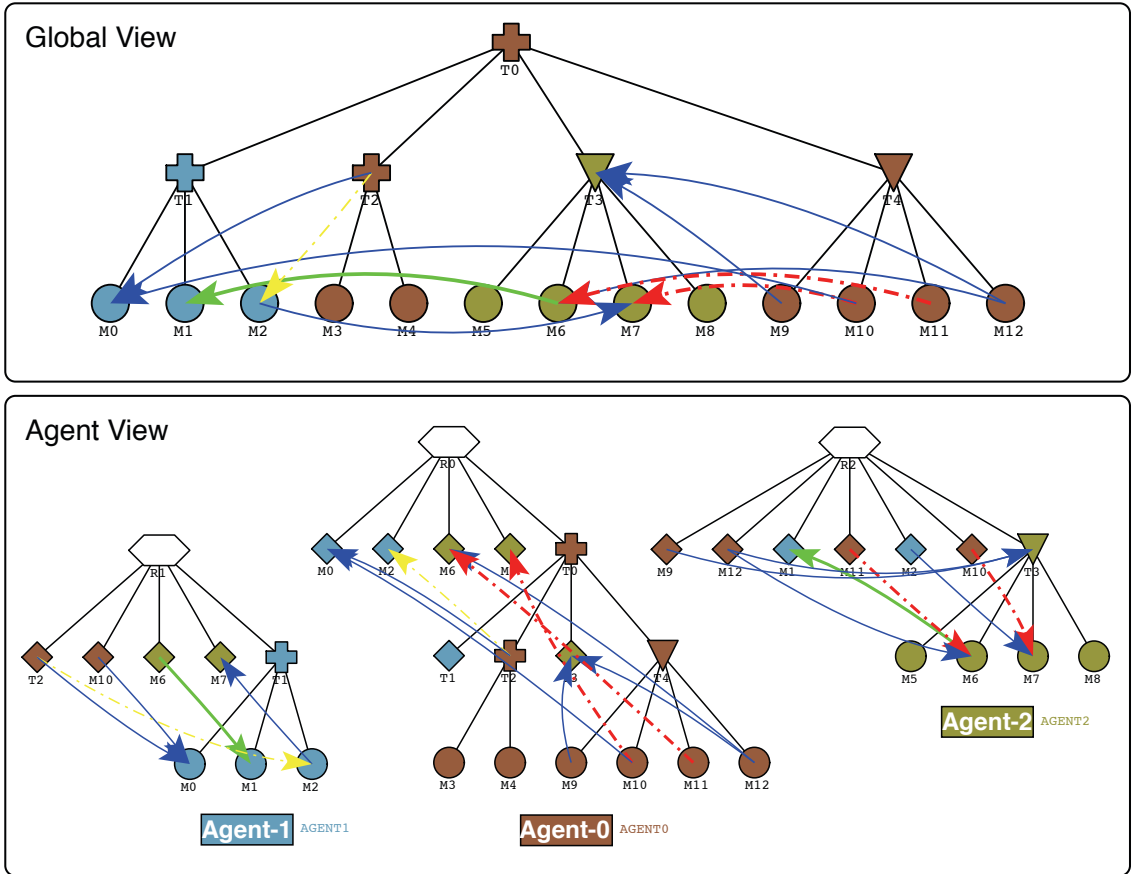 Global View
T0
T1 T2 T3 T4
M0 M1 M2 M3 M4 M5 M6 M7 M8 M9 M10 M11 M12
Agent View
R0 R2
R1
M0 M2 M6 T0
M9 M12 M1 M11 M2 M10 T3
T2 M10 M6 M7 T1
T1 T2 T4
M5 M6 M7 M8
M0 M1 M2
M3 M4 M9 M10 M11 M12
Agent-2 AGENT2
Agent-1 AGENT1
Agent-0 AGENT0